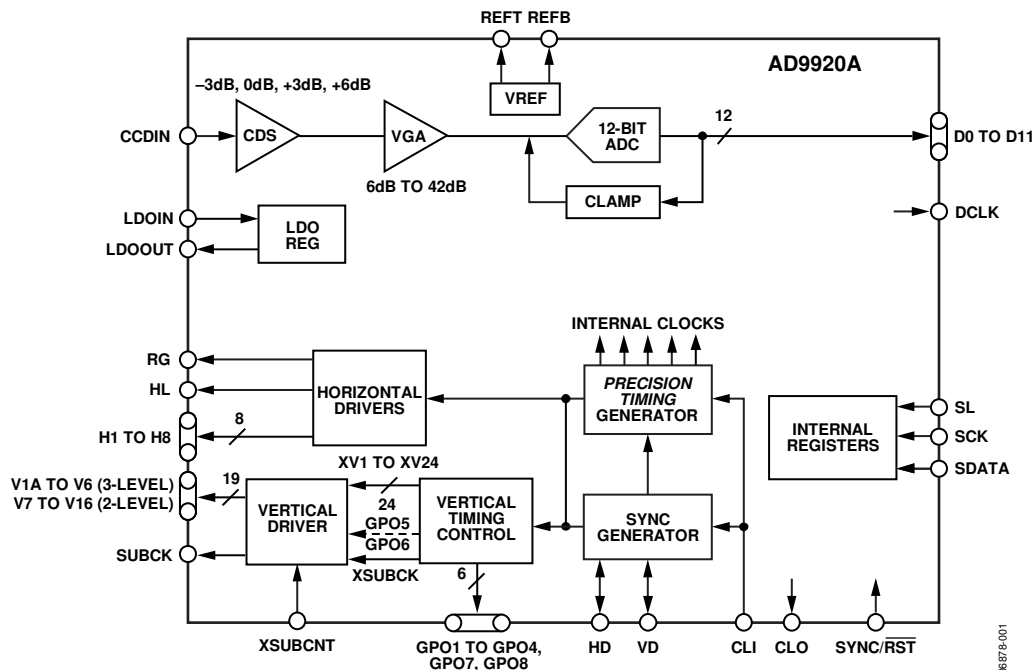 REFT REFB
AD9920A
–3dB, 0dB, +3dB, +6dB
VREF
CCDIN
CDS
VGA
12-BIT
ADC
12
D0 TO D11
6dB TO 42dB
CLAMP
LDOIN
LDOOUT
LDO
REG
DCLK
INTERNAL CLOCKS
RG
HL
H1 TO H8
8
HORIZONTAL
DRIVERS
PRECISION
TIMING
GENERATOR
INTERNAL
REGISTERS
SL
SCK
SDATA
V1A TO V6 (3-LEVEL)
V7 TO V16 (2-LEVEL)
19
SUBCK
VERTICAL
DRIVER
XV1 TO XV24
24
GPO5
GPO6
XSUBCK
VERTICAL
TIMING
CONTROL
6
SYNC
GENERATOR
XSUBCNT
GPO1 TO GPO4,
GPO7, GPO8
HD
VD
CLI
CLO
SYNC/RST
06878-001